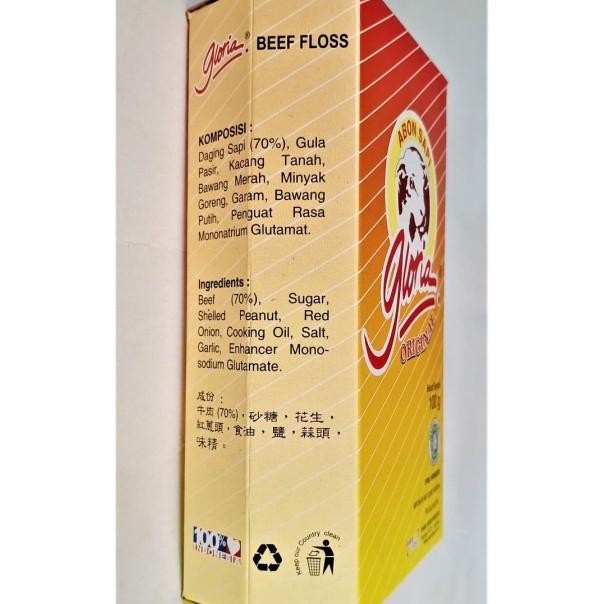 gloria® BEEF FLOSS
KOMPOSISI :
Daging Sapi (70%), Gula
Pasir, Kacang Tanah,
Bawang Merah, Minyak
Goreng, Garam, Bawang
Putih, Penguat Rasa
Mononatrium Glutamat.
Ingredients :
Beef (70%), Sugar,
Shelled Peanut, Red
Onion, Cooking Oil, Salt,
Garlic, Enhancer Mono-
sodium Glutamate.
成份 :
牛肉 (70%), 砂糖, 花生,
紅蔥頭, 食油, 鹽, 蒜頭,
味精。
100%
INDONESIA
Keep our Country clean
ABON SAPI
gloria®
ORIGINAL
100 g